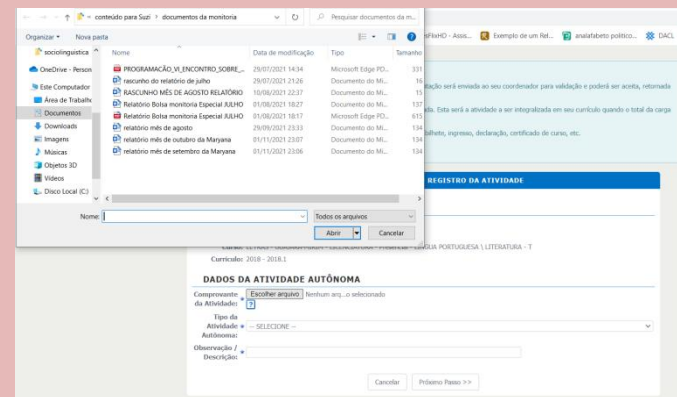 conteúdo para Suzi > documentos da monitoria
Pesquisar documentos da m...
Organizar Nova pasta
sociolinguistica
OneDrive - Person
Este Computador
Área de Trabalho
Documentos
Downloads
Imagens
Músicas
Objetos 3D
Vídeos
Disco Local (C:)
Nome Data de modificação Tipo Tamanho
PROGRAMACÃO_VI_ENCONTRO_SOBRE_... 29/07/2021 14:34 Microsoft Edge PD... 331
rascunho do relatório de julho 29/07/2021 21:26 Documento do Mi... 16
RASCUNHO MÊS DE AGOSTO RELATÓRIO 10/08/2021 22:37 Documento do Mi... 15
Relatório Bolsa monitoria Especial JULHO 01/08/2021 18:27 Documento do Mi... 137
Relatório Bolsa monitoria Especial JULHO 01/08/2021 18:17 Microsoft Edge PD... 615
relatório mês de agosto 29/09/2021 23:33 Documento do Mi... 134
relatório mês de outubro da Maryana 01/11/2021 23:07 Documento do Mi... 134
relatório mês de setembro da Maryana 01/11/2021 23:06 Documento do Mi... 134
Nome: Todos os arquivos
Abrir Cancelar
Assis... Exemplo de um Rel... analafabeto politico... DACL
tação será enviada ao seu coordenador para validação e poderá ser aceita, retornada
ada. Esta será a atividade a ser integralizada em seu currículo quando o total da carga
bilhete, ingresso, declaração, certificado de curso, etc.
REGISTRO DA ATIVIDADE
LÍNGUA PORTUGUESA \ LITERATURA - T
Currículo: 2018 - 2018.1
DADOS DA ATIVIDADE AUTÔNOMA
Comprovante da Atividade: * Escolher arquivo Nenhum arq...o selecionado
?
Tipo da Atividade Autônoma: * -- SELECIONE --
Observação / Descrição: *
Cancelar Próximo Passo >>